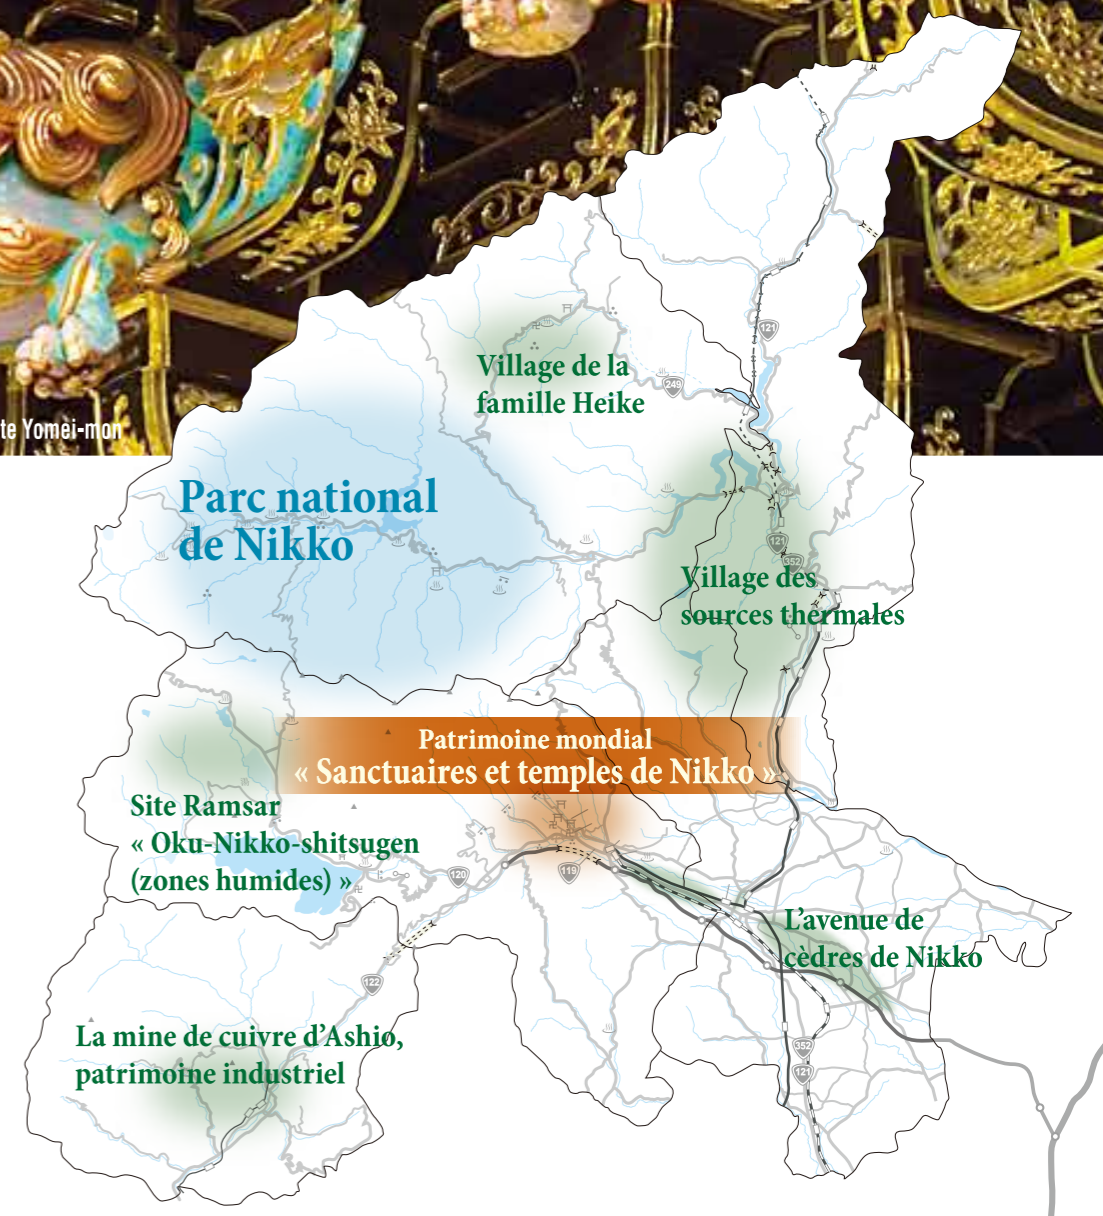 te Yomei-mon
121
249
Village de la
famille Heike
Parc national
de Nikko
121
352
Village des
sources thermales
Patrimoine mondial
« Sanctuaires et temples de Nikko »
Site Ramsar
« Oku-Nikko-shitsugen
(zones humides) »
120
119
L’avenue de
cèdres de Nikko
122
La mine de cuivre d’Ashio,
patrimoine industriel
352
121